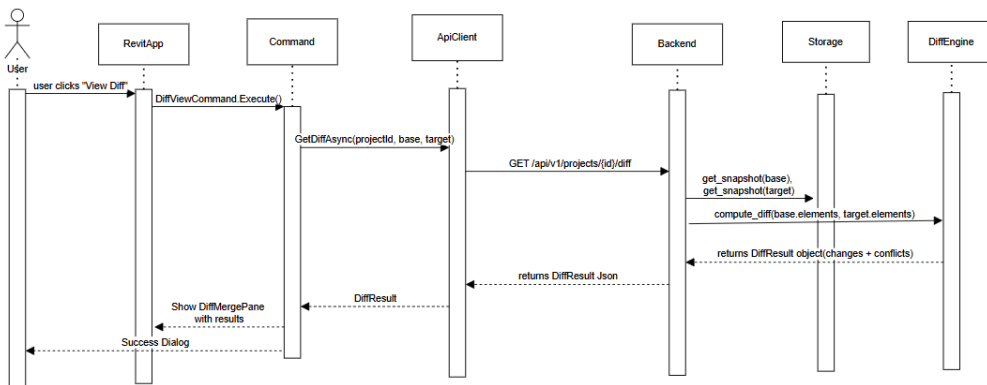 RevitApp
Command
ApiClient
Backend
Storage
DiffEngine
User
user clicks "View Diff"
DiffViewCommand.Execute()
GetDiffAsync(projectId, base, target)
GET /api/v1/projects/{id}/diff
get_snapshot(base),
get_snapshot(target)
compute_diff(base.elements, target.elements)
returns DiffResult object(changes + conflicts)
returns DiffResult Json
DiffResult
Show DiffMergePane
with results
Success Dialog